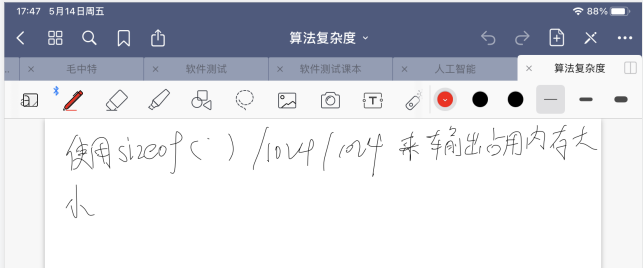 17:47 5月14日周五
88%
算法复杂度
毛中特
软件测试
软件测试课本
人工智能
算法复杂度
使用sizeof(·)/1024/1024 来输出占用内存大
小